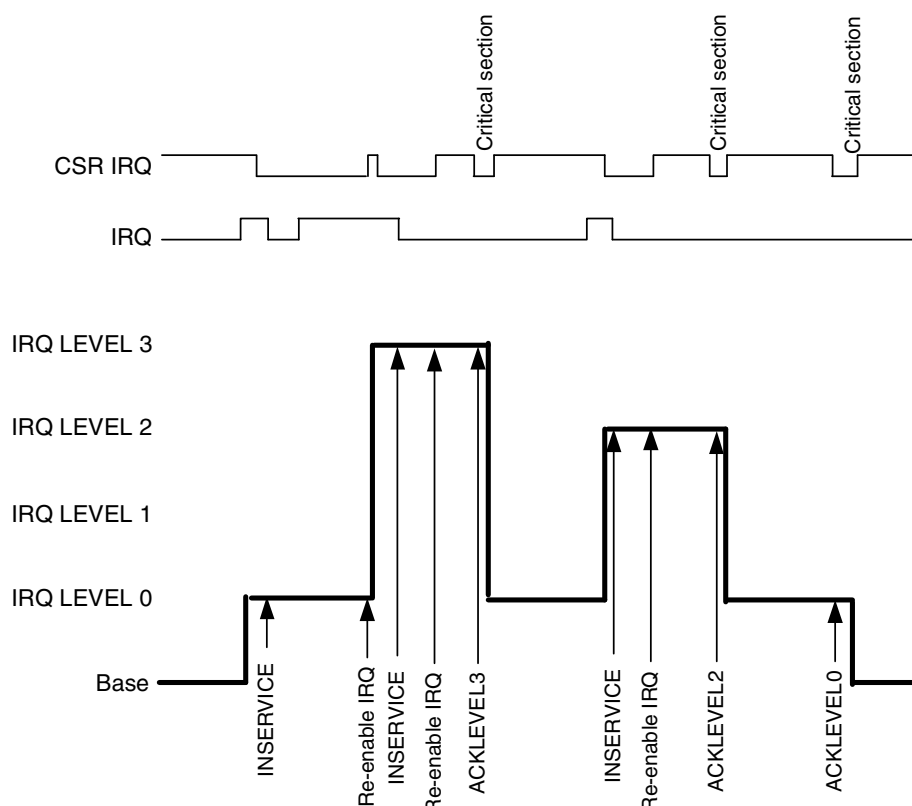 Critical section
Critical section
Critical section
CSR IRQ
IRQ
IRQ LEVEL 3
IRQ LEVEL 2
IRQ LEVEL 1
IRQ LEVEL 0
Base
INSERVICE
Re-enable IRQ
INSERVICE
Re-enable IRQ
ACKLEVEL3
INSERVICE
Re-enable IRQ
ACKLEVEL2
ACKLEVEL0